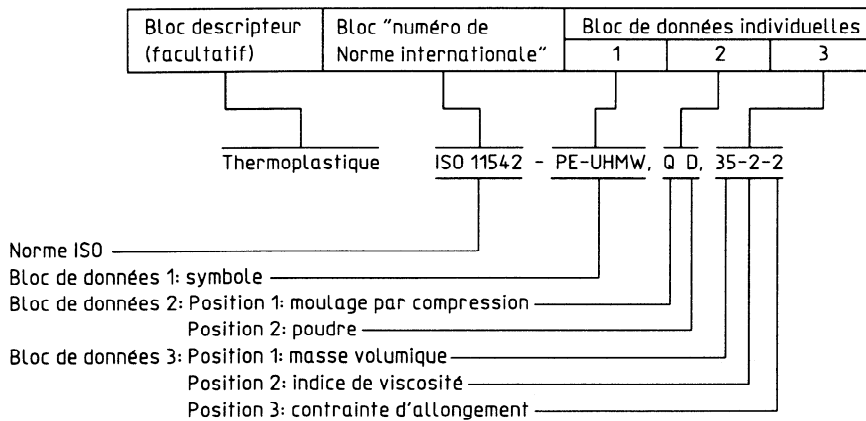 Bloc descripteur
(facultatif)
Bloc "numéro de
Norme internationale"
Bloc de données individuelles
1 2 3
Thermoplastique ISO 11542 - PE-UHMW, Q D, 35-2-2
Norme ISO
Bloc de données 1: symbole
Bloc de données 2: Position 1: moulage par compression
Position 2: poudre
Bloc de données 3: Position 1: masse volumique
Position 2: indice de viscosité
Position 3: contrainte d'allongement